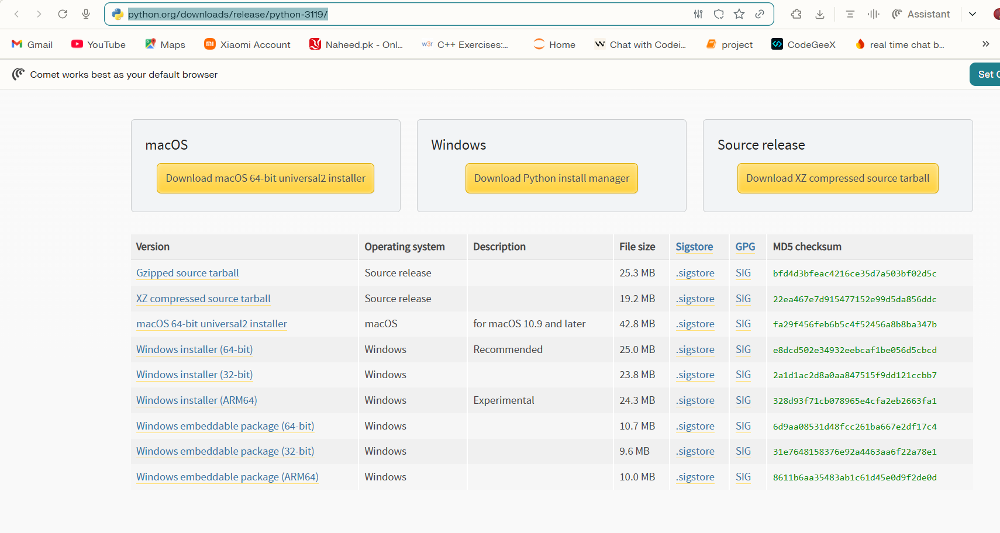 python.org/downloads/release/python-3119/
Assistant
Gmail
YouTube
Maps
Xiaomi Account
Naheed.pk - Onl...
w3r C++ Exercises:...
Home
Chat with Codei...
project
CodeGeeX
real time chat b...
»
Comet works best as your default browser
Set C
macOS
Download macOS 64-bit universal2 installer
Windows
Download Python install manager
Source release
Download XZ compressed source tarball
Version Operating system Description File size Sigstore GPG MD5 checksum
Gzipped source tarball Source release 25.3 MB .sigstore SIG bfd4d3bfeac4216ce35d7a503bf02d5c
XZ compressed source tarball Source release 19.2 MB .sigstore SIG 22ea467e7d915477152e99d5da856ddc
macOS 64-bit universal2 installer macOS for macOS 10.9 and later 42.8 MB .sigstore SIG fa29f456feb6b5c4f52456a8b8ba347b
Windows installer (64-bit) Windows Recommended 25.0 MB .sigstore SIG e8dcd502e34932eebcaf1be056d5cbcd
Windows installer (32-bit) Windows 23.8 MB .sigstore SIG 2a1d1ac2d8a0aa847515f9dd121ccbb7
Windows installer (ARM64) Windows Experimental 24.3 MB .sigstore SIG 328d93f71cb078965e4cfa2eb2663fa1
Windows embeddable package (64-bit) Windows 10.7 MB .sigstore SIG 6d9aa08531d48fcc261ba667e2df17c4
Windows embeddable package (32-bit) Windows 9.6 MB .sigstore SIG 31e7648158376e92a4463aa6f22a78e1
Windows embeddable package (ARM64) Windows 10.0 MB .sigstore SIG 8611b6aa35483ab1c61d45e0d9f2de0d